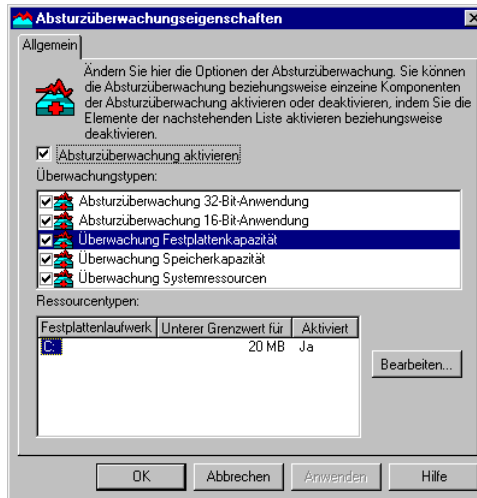 Absturzüberwachungseigenschaften
Allgemein
Ändern Sie hier die Optionen der Absturzüberwachung. Sie können
die Absturzüberwachung beziehungsweise einzeine Komponenten
der Absturzüberwachung aktivieren oder deaktivieren, indem Sie die
Elemente der nachstehenden Liste aktivieren beziehungsweise
deaktivieren.
Absturzüberwachung aktivieren
Überwachungstypen:
Absturzüberwachung 32-Bit-Anwendung
Absturzüberwachung 16-Bit-Anwendung
Überwachung Festplattenkapazität
Überwachung Speicherkapazität
Überwachung Systemressourcen
Ressourcentypen:
Festplattenlaufwerk Unterer Grenzwert für Aktiviert
C: 20 MB Ja
Bearbeiten...
OK Abbrechen Anwenden Hilfe